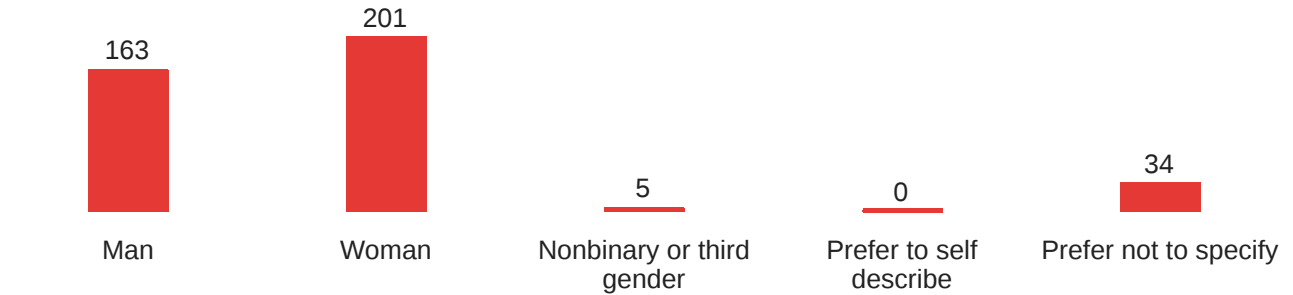 163
201
5
0
34
Man
Woman
Nonbinary or third
gender
Prefer to self
describe
Prefer not to specify